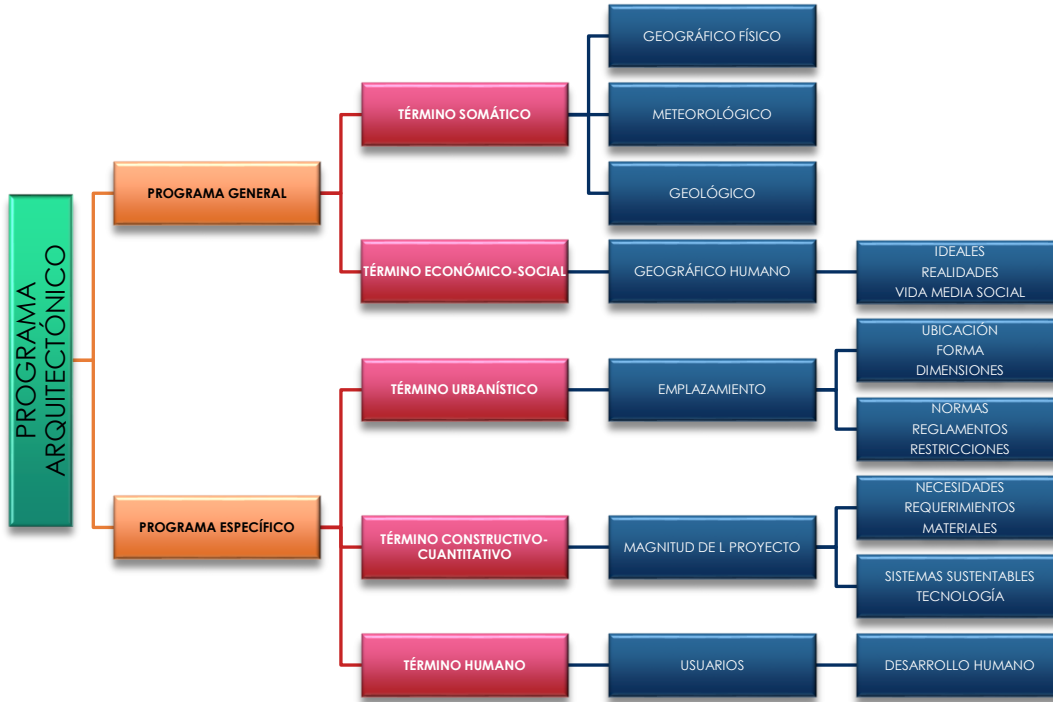 PROGRAMA
ARQUITECTÓNICO
PROGRAMA GENERAL
TÉRMINO SOMÁTICO
GEOGRÁFICO FÍSICO
METEOROLÓGICO
GEOLÓGICO
TÉRMINO ECONÓMICO-SOCIAL
GEOGRÁFICO HUMANO
IDEALES
REALIDADES
VIDA MEDIA SOCIAL
PROGRAMA ESPECÍFICO
TÉRMINO URBANÍSTICO
EMPLAZAMIENTO
UBICACIÓN
FORMA
DIMENSIONES
NORMAS
REGLAMENTOS
RESTRICCIONES
TÉRMINO CONSTRUCTIVO-
CUANTITATIVO
MAGNITUD DE L PROYECTO
NECESIDADES
REQUERIMIENTOS
MATERIALES
SISTEMAS SUSTENTABLES
TECNOLOGÍA
TÉRMINO HUMANO
USUARIOS
DESARROLLO HUMANO